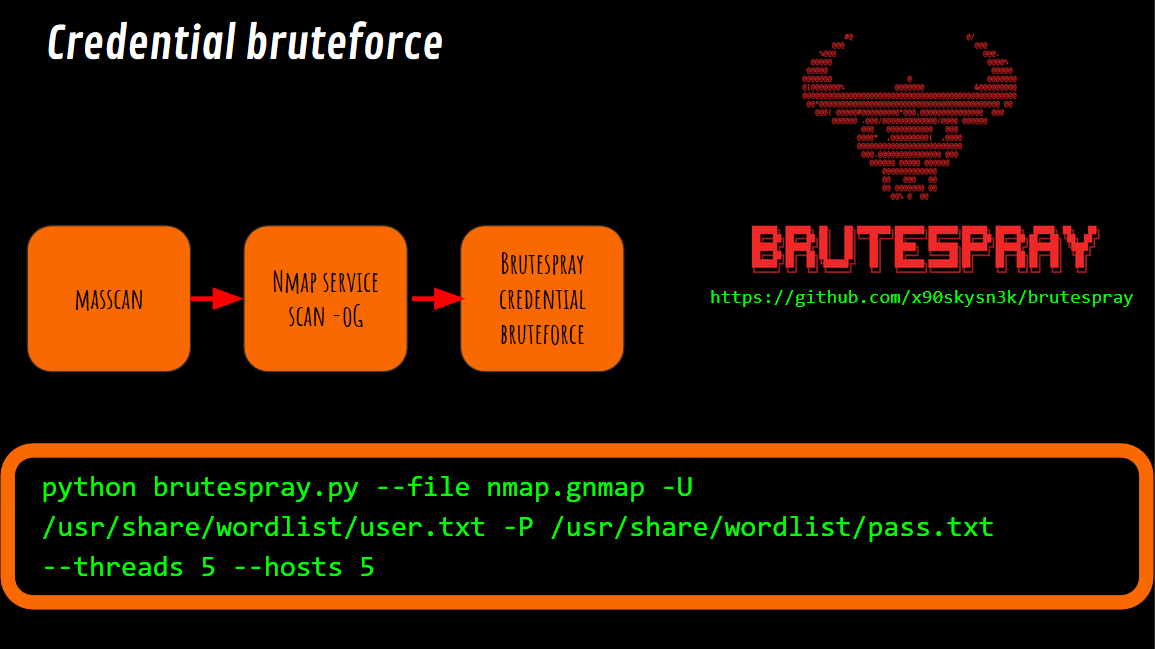 Credential bruteforce
BRUTESPRAY
https://github.com/x90skysn3k/brutespray
masscan
Nmap service
scan -oG
Brutespray
credential
bruteforce
python brutespray.py --file nmap.gnmap -U
/usr/share/wordlist/user.txt -P /usr/share/wordlist/pass.txt
--threads 5 --hosts 5